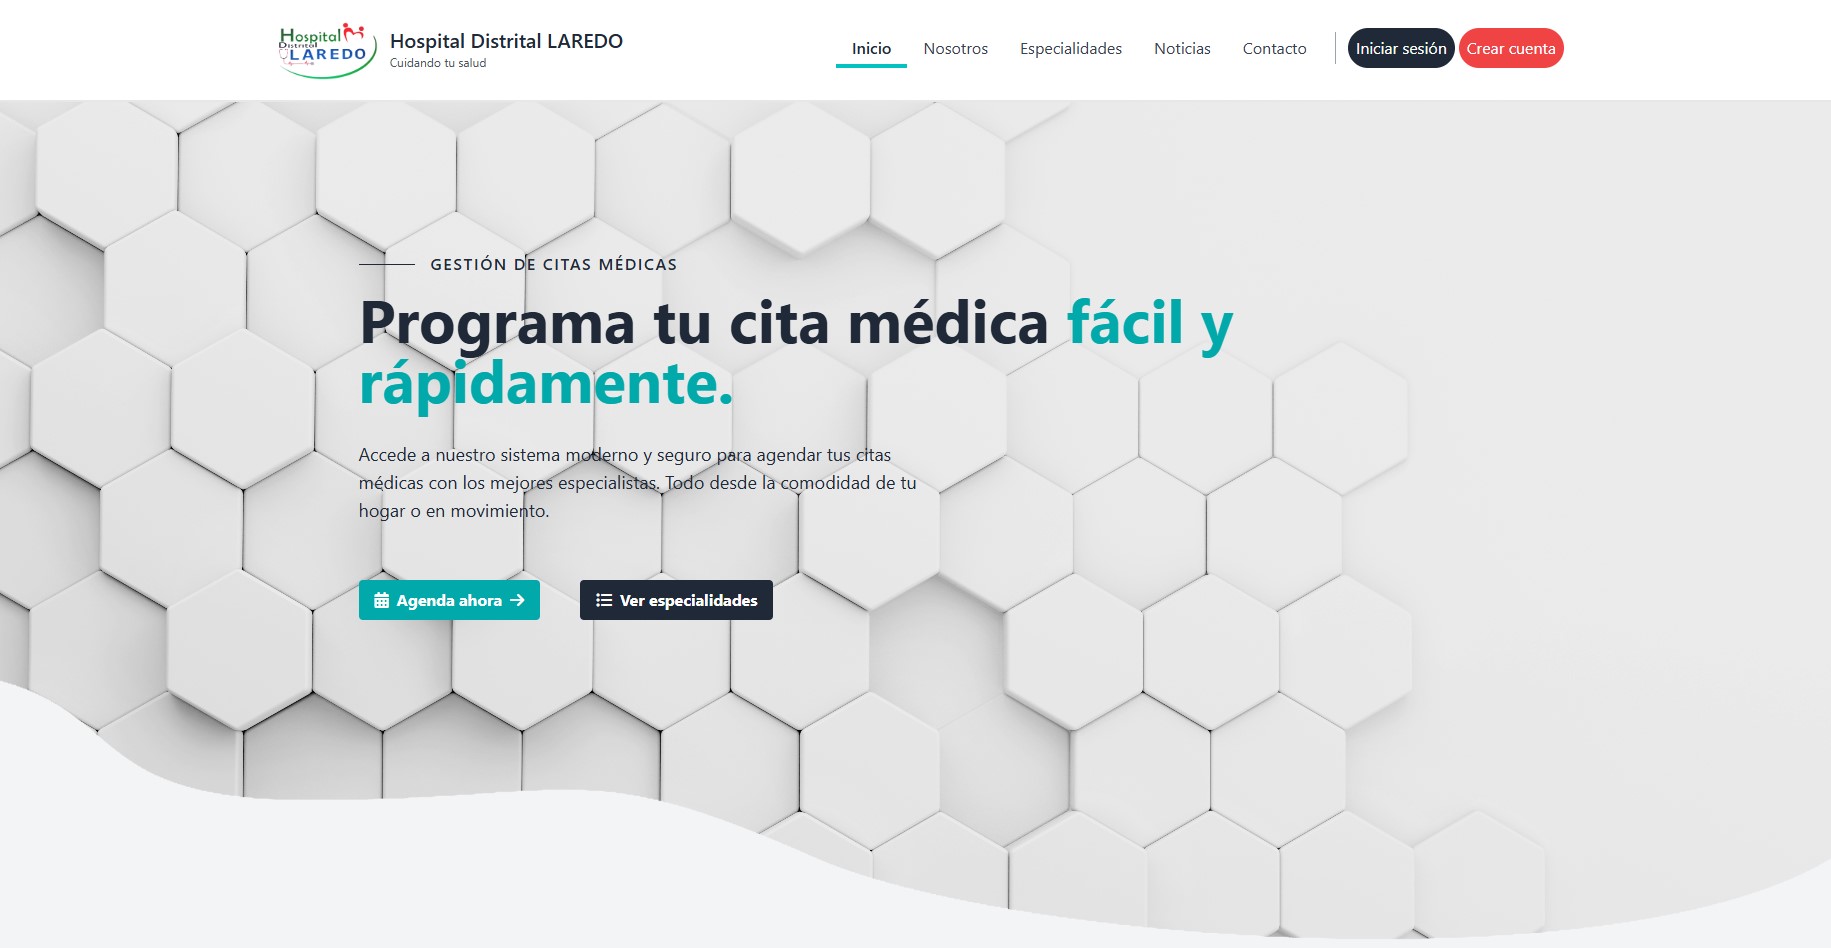 Hospital
Distrital
LAREDO
Hospital Distrital LAREDO
Cuidando tu salud
Inicio
Nosotros
Especialidades
Noticias
Contacto
Iniciar sesión
Crear cuenta
GESTIÓN DE CITAS MÉDICAS
Programa tu cita médica fácil y
rápidamente.
Accede a nuestro sistema moderno y seguro para agendar tus citas
médicas con los mejores especialistas. Todo desde la comodidad de tu
hogar o en movimiento.
Agenda ahora
Ver especialidades